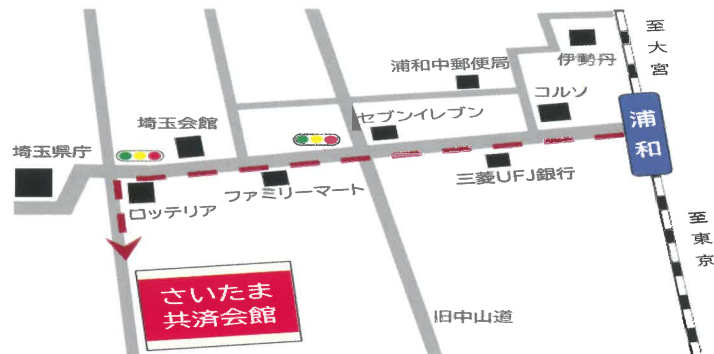 至大宮
伊勢丹
浦和中郵便局
コルソ
セブンイレブン
浦和
埼玉会館
埼玉県庁
三菱UFJ銀行
ファミリーマート
ロッテリア
至東京
さいたま
共済会館
旧中山道